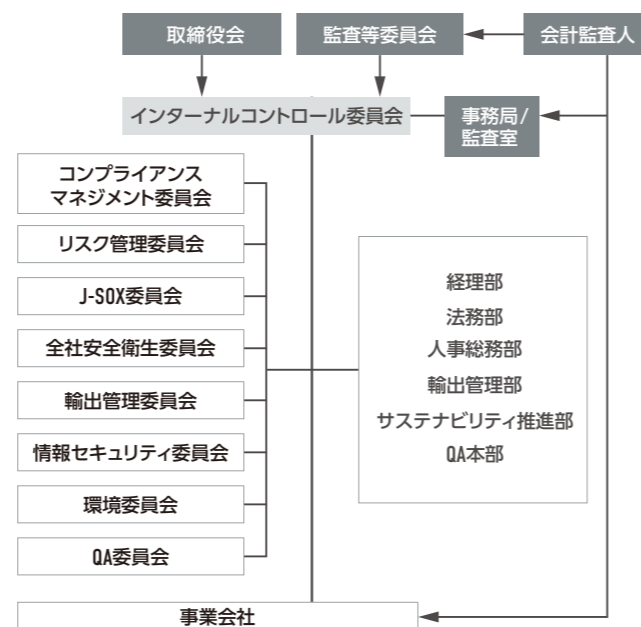 取締役会
監査等委員会
会計監査人
インターナルコントロール委員会
事務局/
監査室
コンプライアンス
マネジメント委員会
リスク管理委員会
J-SOX委員会
全社安全衛生委員会
輸出管理委員会
情報セキュリティ委員会
環境委員会
QA委員会
経理部
法務部
人事総務部
輸出管理部
サステナビリティ推進部
QA本部
事業会社